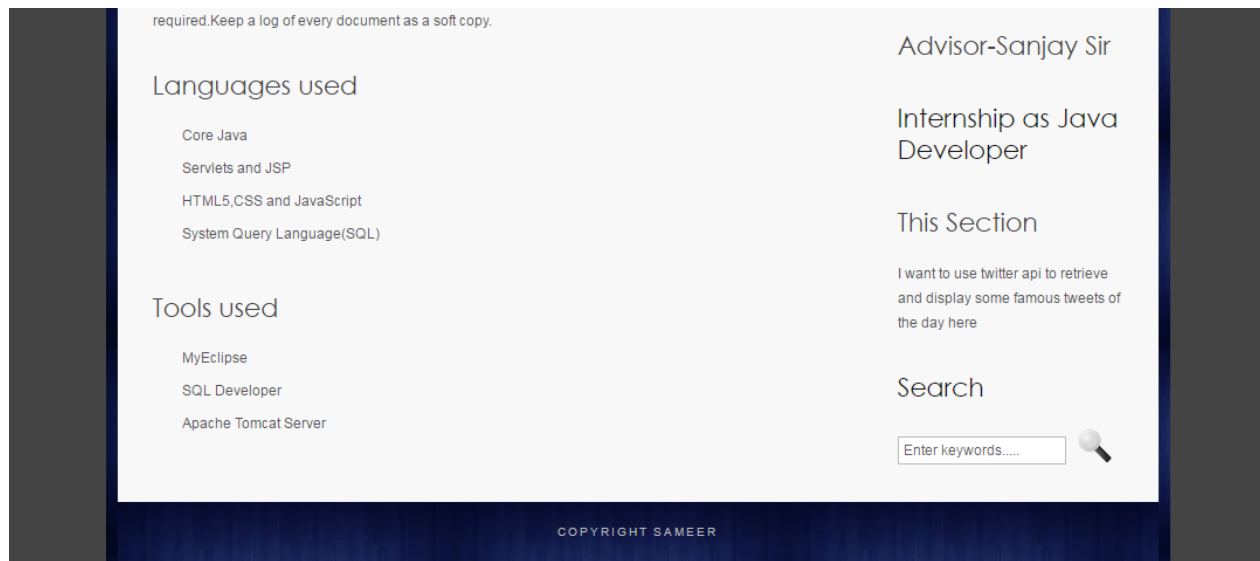 required.Keep a log of every document as a soft copy.
Languages used
Core Java
Servlets and JSP
HTML5,CSS and JavaScript
System Query Language(SQL)
Tools used
MyEclipse
SQL Developer
Apache Tomcat Server
Advisor-Sanjay Sir
Internship as Java
Developer
This Section
I want to use twitter api to retrieve
and display some famous tweets of
the day here
Search
Enter keywords.....
COPYRIGHT SAMEER